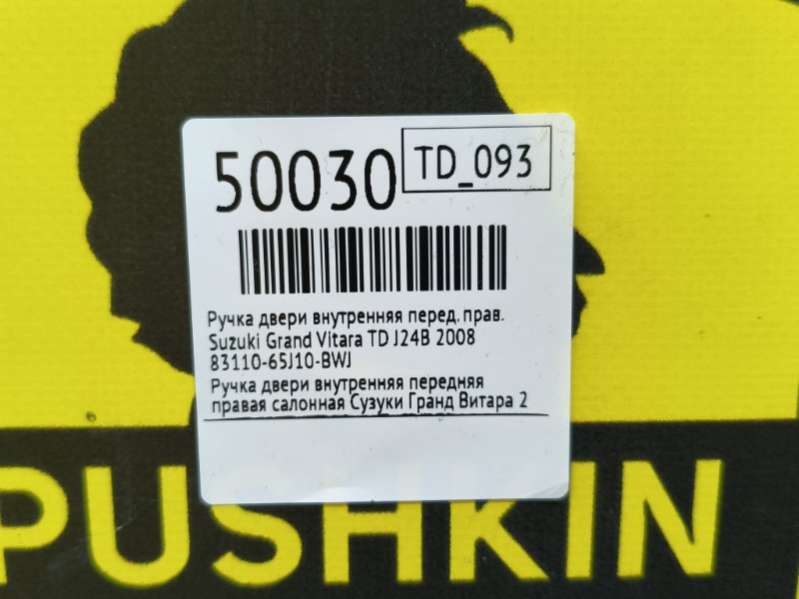 50030
TD_093
Ручка двери внутренняя перед. прав.
Suzuki Grand Vitara TD J24B 2008
83110-65J10-BWJ
Ручка двери внутренняя передняя
правая салонная Сузуки Гранд Витара 2
PUSHKIN